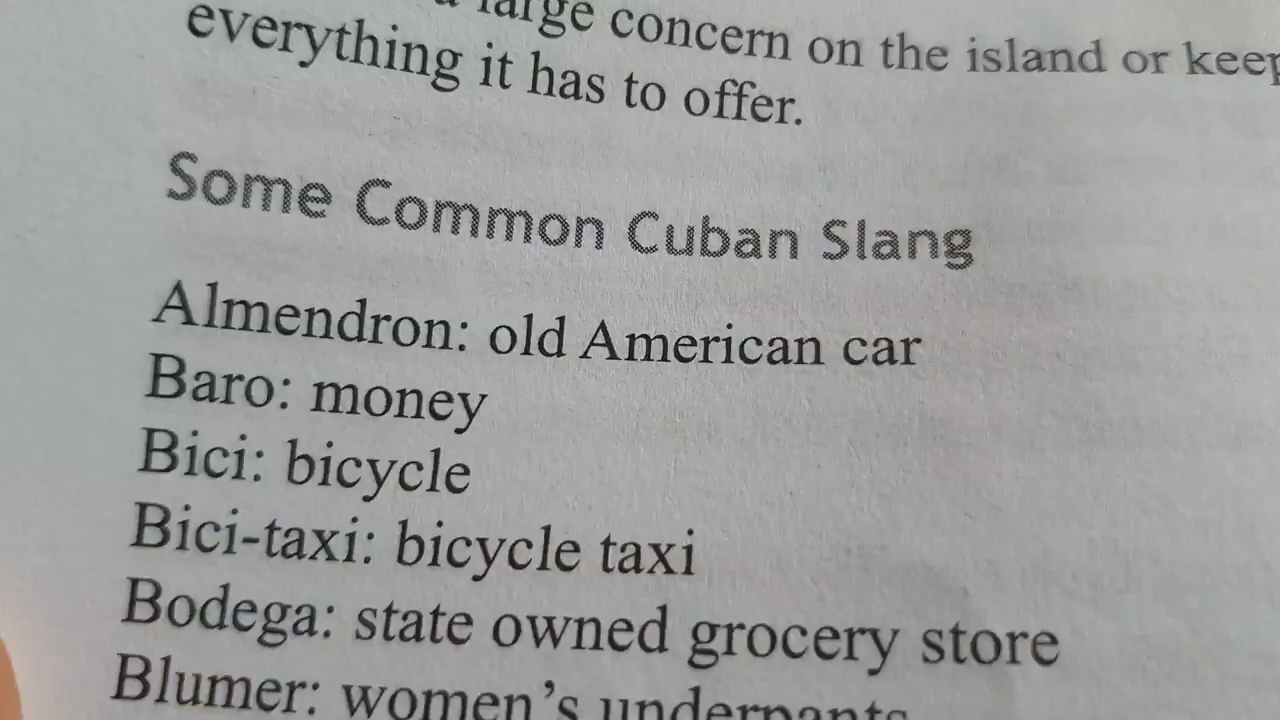 large concern on the island or keep
everything it has to offer.
Some Common Cuban Slang
Almendron: old American car
Baro: money
Bici: bicycle
Bici-taxi: bicycle taxi
Bodega: state owned grocery store
Blumer: women’s underpants